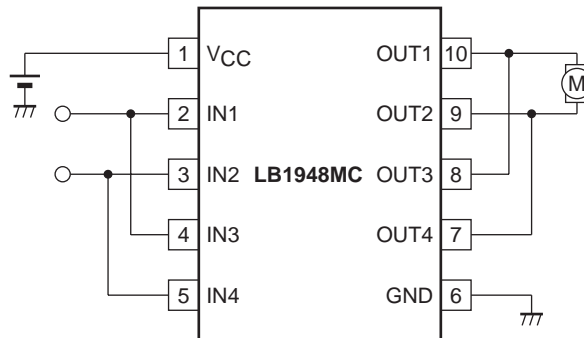 1 VCC OUT1 10 M
2 IN1 OUT2 9
3 IN2 LB1948MC OUT3 8
4 IN3 OUT4 7
5 IN4 GND 6